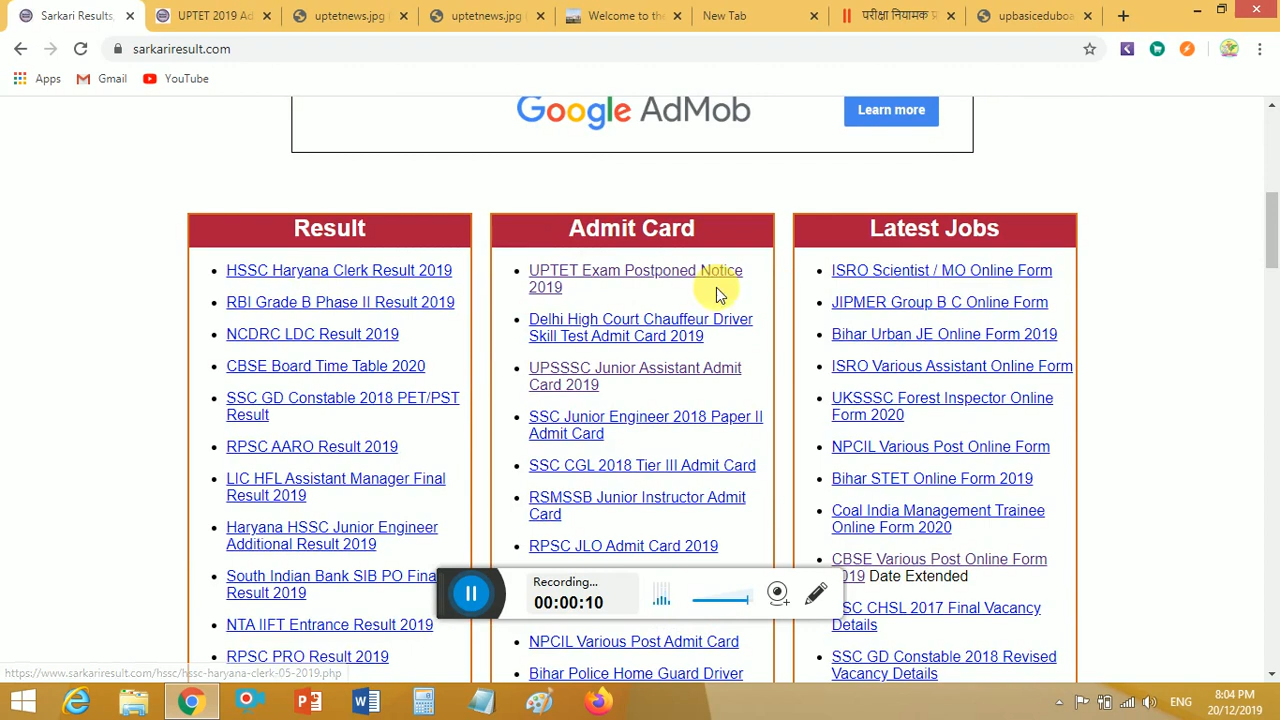 Sarkari Results,
UPTET 2019 Ad
uptetnews.jpg (
uptetnews.jpg (
Welcome to the
New Tab
परीक्षा नियामक प्र
upbasiceduboa
sarkariresult.com
Apps
Gmail
YouTube
Google AdMob
Learn more
Result
HSSC Haryana Clerk Result 2019
RBI Grade B Phase II Result 2019
NCDRC LDC Result 2019
CBSE Board Time Table 2020
SSC GD Constable 2018 PET/PST
Result
RPSC AARO Result 2019
LIC HFL Assistant Manager Final
Result 2019
Haryana HSSC Junior Engineer
Additional Result 2019
South Indian Bank SIB PO Fina
Result 2019
NTA IIFT Entrance Result 2019
RPSC PRO Result 2019
Admit Card
UPTET Exam Postponed Notice
2019
Delhi High Court Chauffeur Driver
Skill Test Admit Card 2019
UPSSSC Junior Assistant Admit
Card 2019
SSC Junior Engineer 2018 Paper II
Admit Card
SSC CGL 2018 Tier III Admit Card
RSMSSB Junior Instructor Admit
Card
RPSC JLO Admit Card 2019
NPCIL Various Post Admit Card
Bihar Police Home Guard Driver
Latest Jobs
ISRO Scientist / MO Online Form
JIPMER Group B C Online Form
Bihar Urban JE Online Form 2019
ISRO Various Assistant Online Form
UKSSSC Forest Inspector Online
Form 2020
NPCIL Various Post Online Form
Bihar STET Online Form 2019
Coal India Management Trainee
Online Form 2020
CBSE Various Post Online Form
2019 Date Extended
SC CHSL 2017 Final Vacancy
Details
SSC GD Constable 2018 Revised
Vacancy Details
Recording...
00:00:10
https://www.sarkariresult.com/hssc/hssc-haryana-clerk-05-2019.php
ENG
8:04 PM
20/12/2019